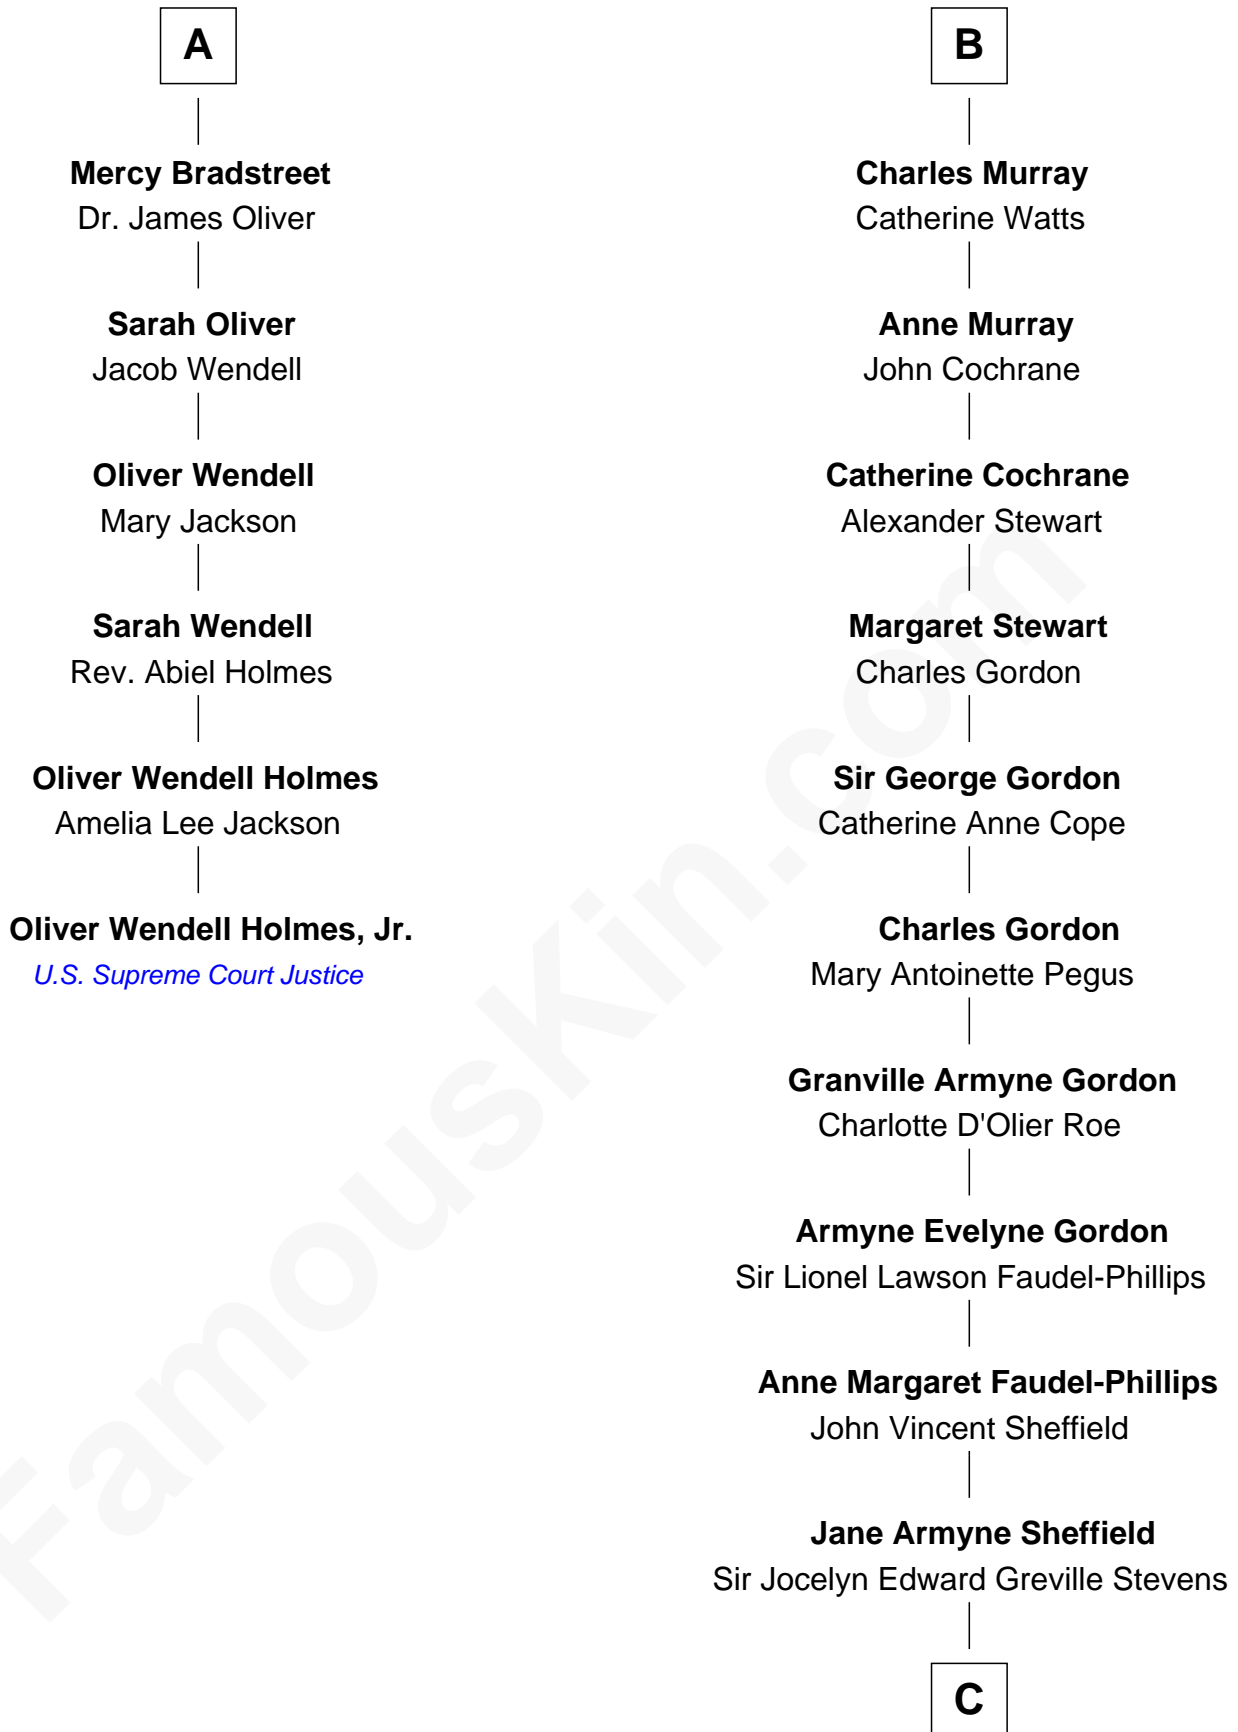 A
Mercy Bradstreet
Dr. James Oliver
Sarah Oliver
Jacob Wendell
Oliver Wendell
Mary Jackson
Sarah Wendell
Rev. Abiel Holmes
Oliver Wendell Holmes
Amelia Lee Jackson
Oliver Wendell Holmes, Jr.
U.S. Supreme Court Justice
B
Charles Murray
Catherine Watts
Anne Murray
John Cochrane
Catherine Cochrane
Alexander Stewart
Margaret Stewart
Charles Gordon
Sir George Gordon
Catherine Anne Cope
Charles Gordon
Mary Antoinette Pegus
Granville Armyne Gordon
Charlotte D'Olier Roe
Armyne Evelyne Gordon
Sir Lionel Lawson Faudel-Phillips
Anne Margaret Faudel-Phillips
John Vincent Sheffield
Jane Armyne Sheffield
Sir Jocelyn Edward Greville Stevens
C
FamousKin.com